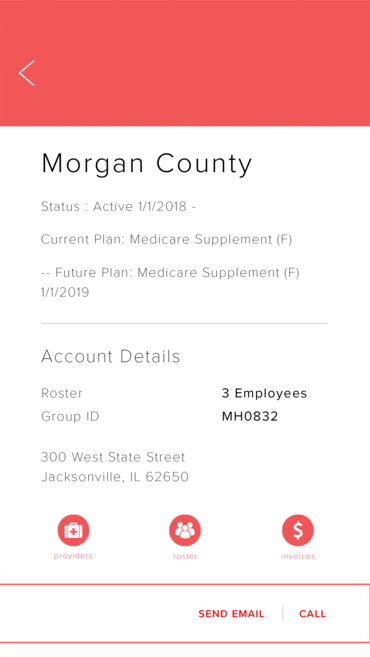 Morgan County
Status : Active 1/1/2018 -
Current Plan: Medicare Supplement (F)
-- Future Plan: Medicare Supplement (F)
1/1/2019
Account Details
Roster 3 Employees
Group ID MH0832
300 West State Street
Jacksonville, IL 62650
providers roster invoices
SEND EMAIL CALL